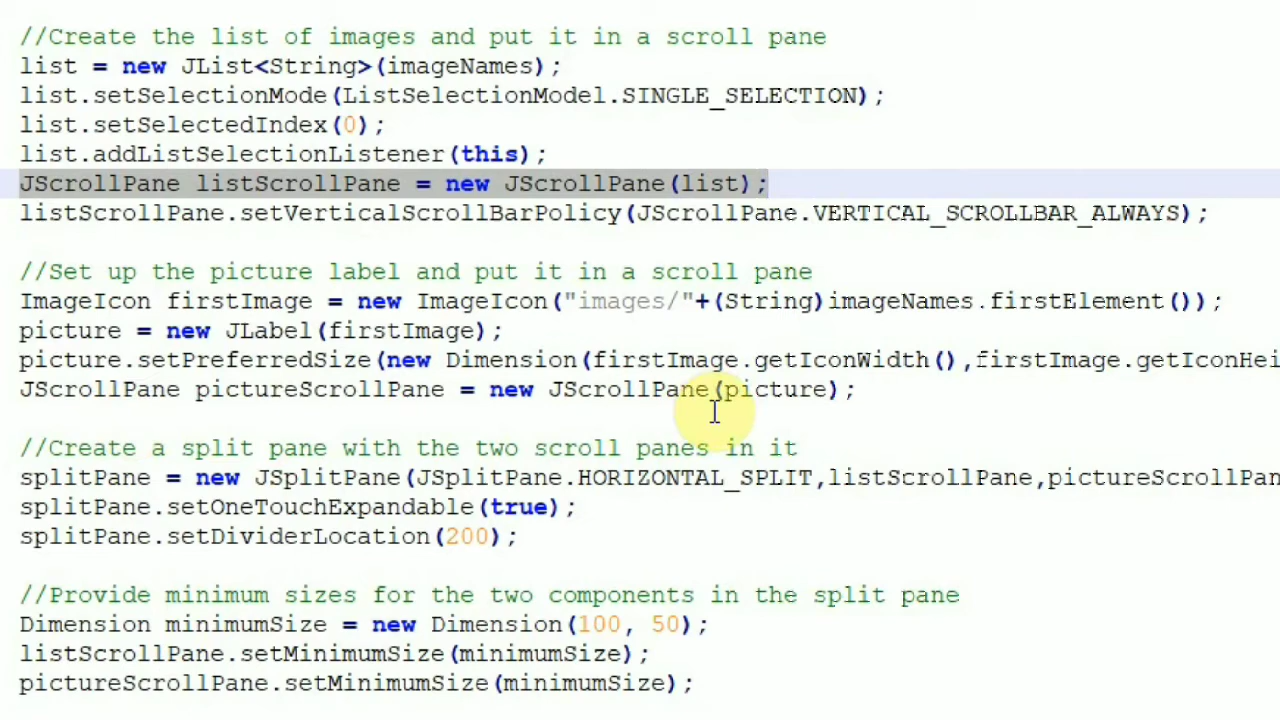 //Create the list of images and put it in a scroll pane
list = new JList<String>(imageNames);
list.setSelectionMode(ListSelectionModel.SINGLE_SELECTION);
list.setSelectedIndex(0);
list.addListSelectionListener(this);
JScrollPane listScrollPane = new JScrollPane(list);
listScrollPane.setVerticalScrollBarPolicy(JScrollPane.VERTICAL_SCROLLBAR_ALWAYS);
//Set up the picture label and put it in a scroll pane
ImageIcon firstImage = new ImageIcon("images/"+(String)imageNames.firstElement());
picture = new JLabel(firstImage);
picture.setPreferredSize(new Dimension(firstImage.getIconWidth(),firstImage.getIconHei
JScrollPane pictureScrollPane = new JScrollPane(picture);
//Create a split pane with the two scroll panes in it
splitPane = new JSplitPane(JSplitPane.HORIZONTAL_SPLIT,listScrollPane,pictureScrollPan
splitPane.setOneTouchExpandable(true);
splitPane.setDividerLocation(200);
//Provide minimum sizes for the two components in the split pane
Dimension minimumSize = new Dimension(100, 50);
listScrollPane.setMinimumSize(minimumSize);
pictureScrollPane.setMinimumSize(minimumSize);